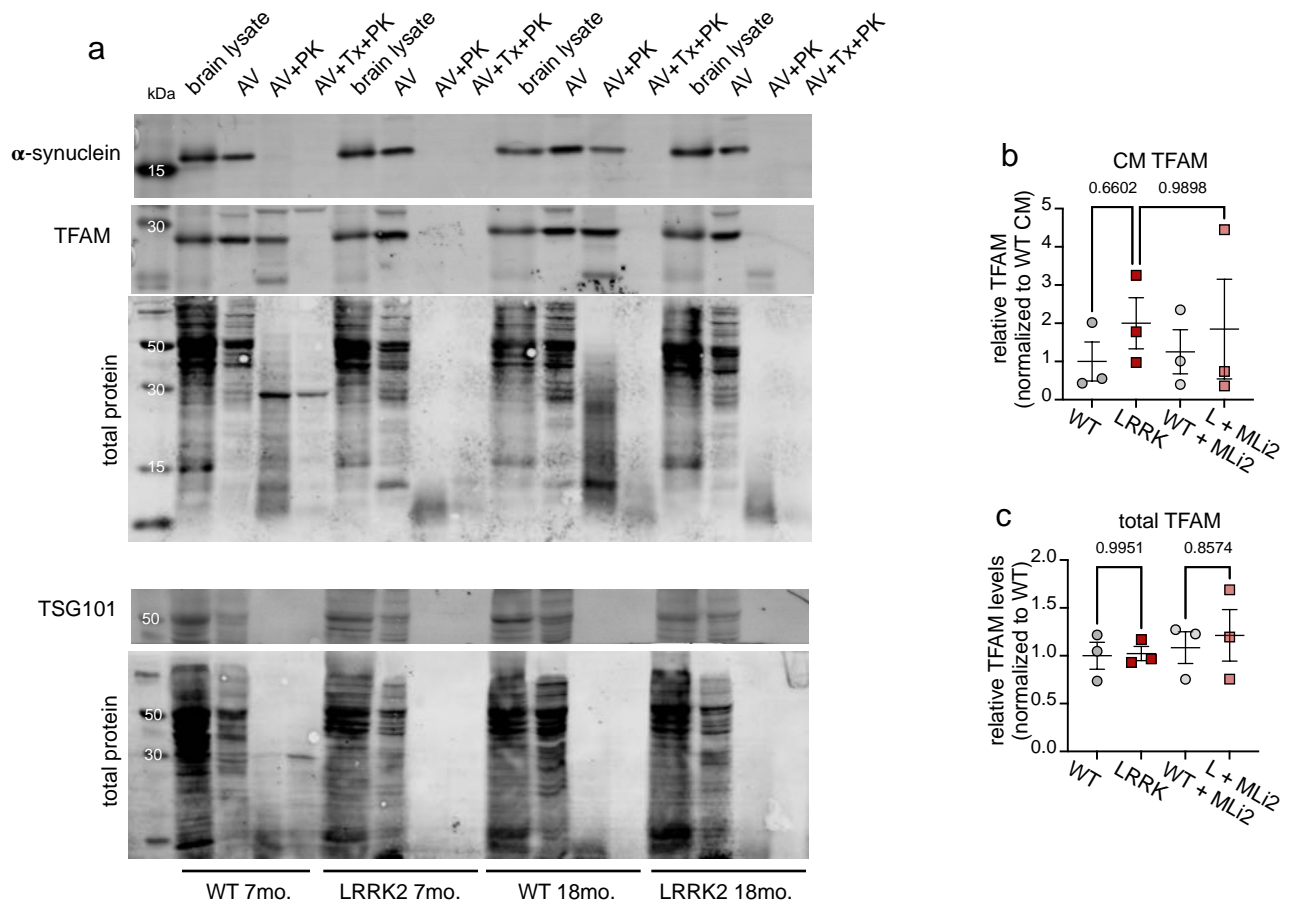 a
kDa
brain lysate
AV
AV+PK
AV+Tx+PK
brain lysate
AV
AV+PK
AV+Tx+PK
brain lysate
AV
AV+PK
AV+Tx+PK
brain lysate
AV
AV+PK
AV+Tx+PK
α-synuclein
15
TFAM
30
total protein
50
30
15
TSG101
50
total protein
50
30
WT 7mo.
LRRK2 7mo.
WT 18mo.
LRRK2 18mo.
b
CM TFAM
0.6602
0.9898
relative TFAM
(normalized to WT CM)
5
4
3
2
1
0
WT
LRRK
WT + MLi2
L + MLi2
c
total TFAM
0.9951
0.8574
relative TFAM levels
(normalized to WT)
2.0
1.5
1.0
0.5
0.0
WT
LRRK
WT + MLi2
L + MLi2